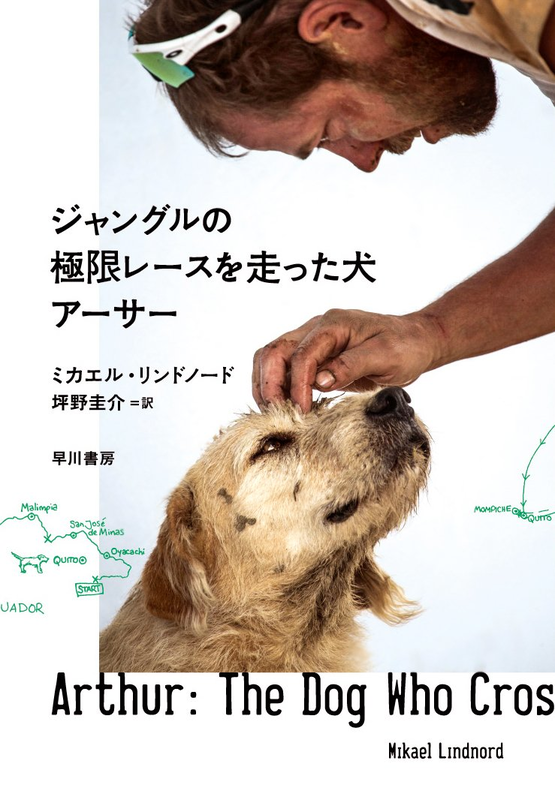 ジャングルの
極限レースを走った犬
アーサー
ミカエル・リンドノード
坪野圭介=訳
早川書房
Malimpia
San José
de Minas
Oyacachi
QUITO
START
UADOR
MOMPICHE
QUITO
Arthur: The Dog Who Cros
Mikael Lindnord